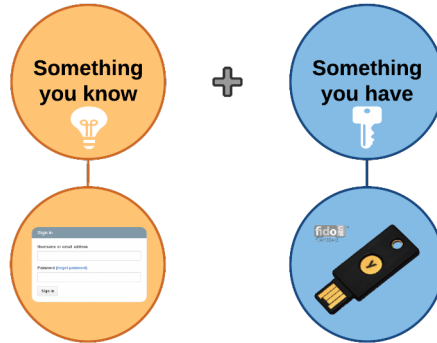 Something
you know
Something
you have
Sign in
Username or email address
Password (forgot password)
Sign in
fido
Y